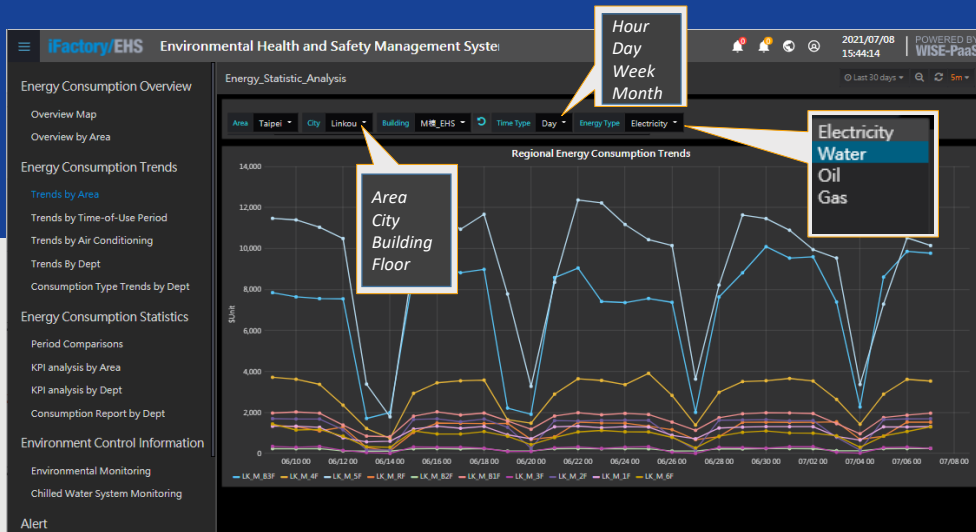 iFactory/EHS Environmental Health and Safety Management Syste
2021/07/08
15:44:14
POWERED BY
WISE-PaaS
Hour
Day
Week
Month
Energy Consumption Overview
Overview Map
Overview by Area
Energy Consumption Trends
Trends by Area
Trends by Time-of-Use Period
Trends by Air Conditioning
Trends By Dept
Consumption Type Trends by Dept
Energy Consumption Statistics
Period Comparisons
KPI analysis by Area
KPI analysis by Dept
Consumption Report by Dept
Environment Control Information
Environmental Monitoring
Chilled Water System Monitoring
Alert
Energy_Statistic_Analysis
Last 30 days
5m
Area Taipei City Linkou Building M棟_EHS Time Type Day Energy Type Electricity
Electricity
Water
Oil
Gas
Area
City
Building
Floor
Regional Energy Consumption Trends
14,000
12,000
10,000
8,000
6,000
4,000
2,000
0
$Unit
06/10 00 06/12 00 06/14 00 06/16 00 06/18 00 06/20 00 06/22 00 06/24 00 06/26 00 06/28 00 06/30 00 07/02 00 07/04 00 07/06 00 07/08 00
LK_M_B3F LK_M_4F LK_M_5F LK_M_RF LK_M_B2F LK_M_B1F LK_M_3F LK_M_2F LK_M_1F LK_M_6F